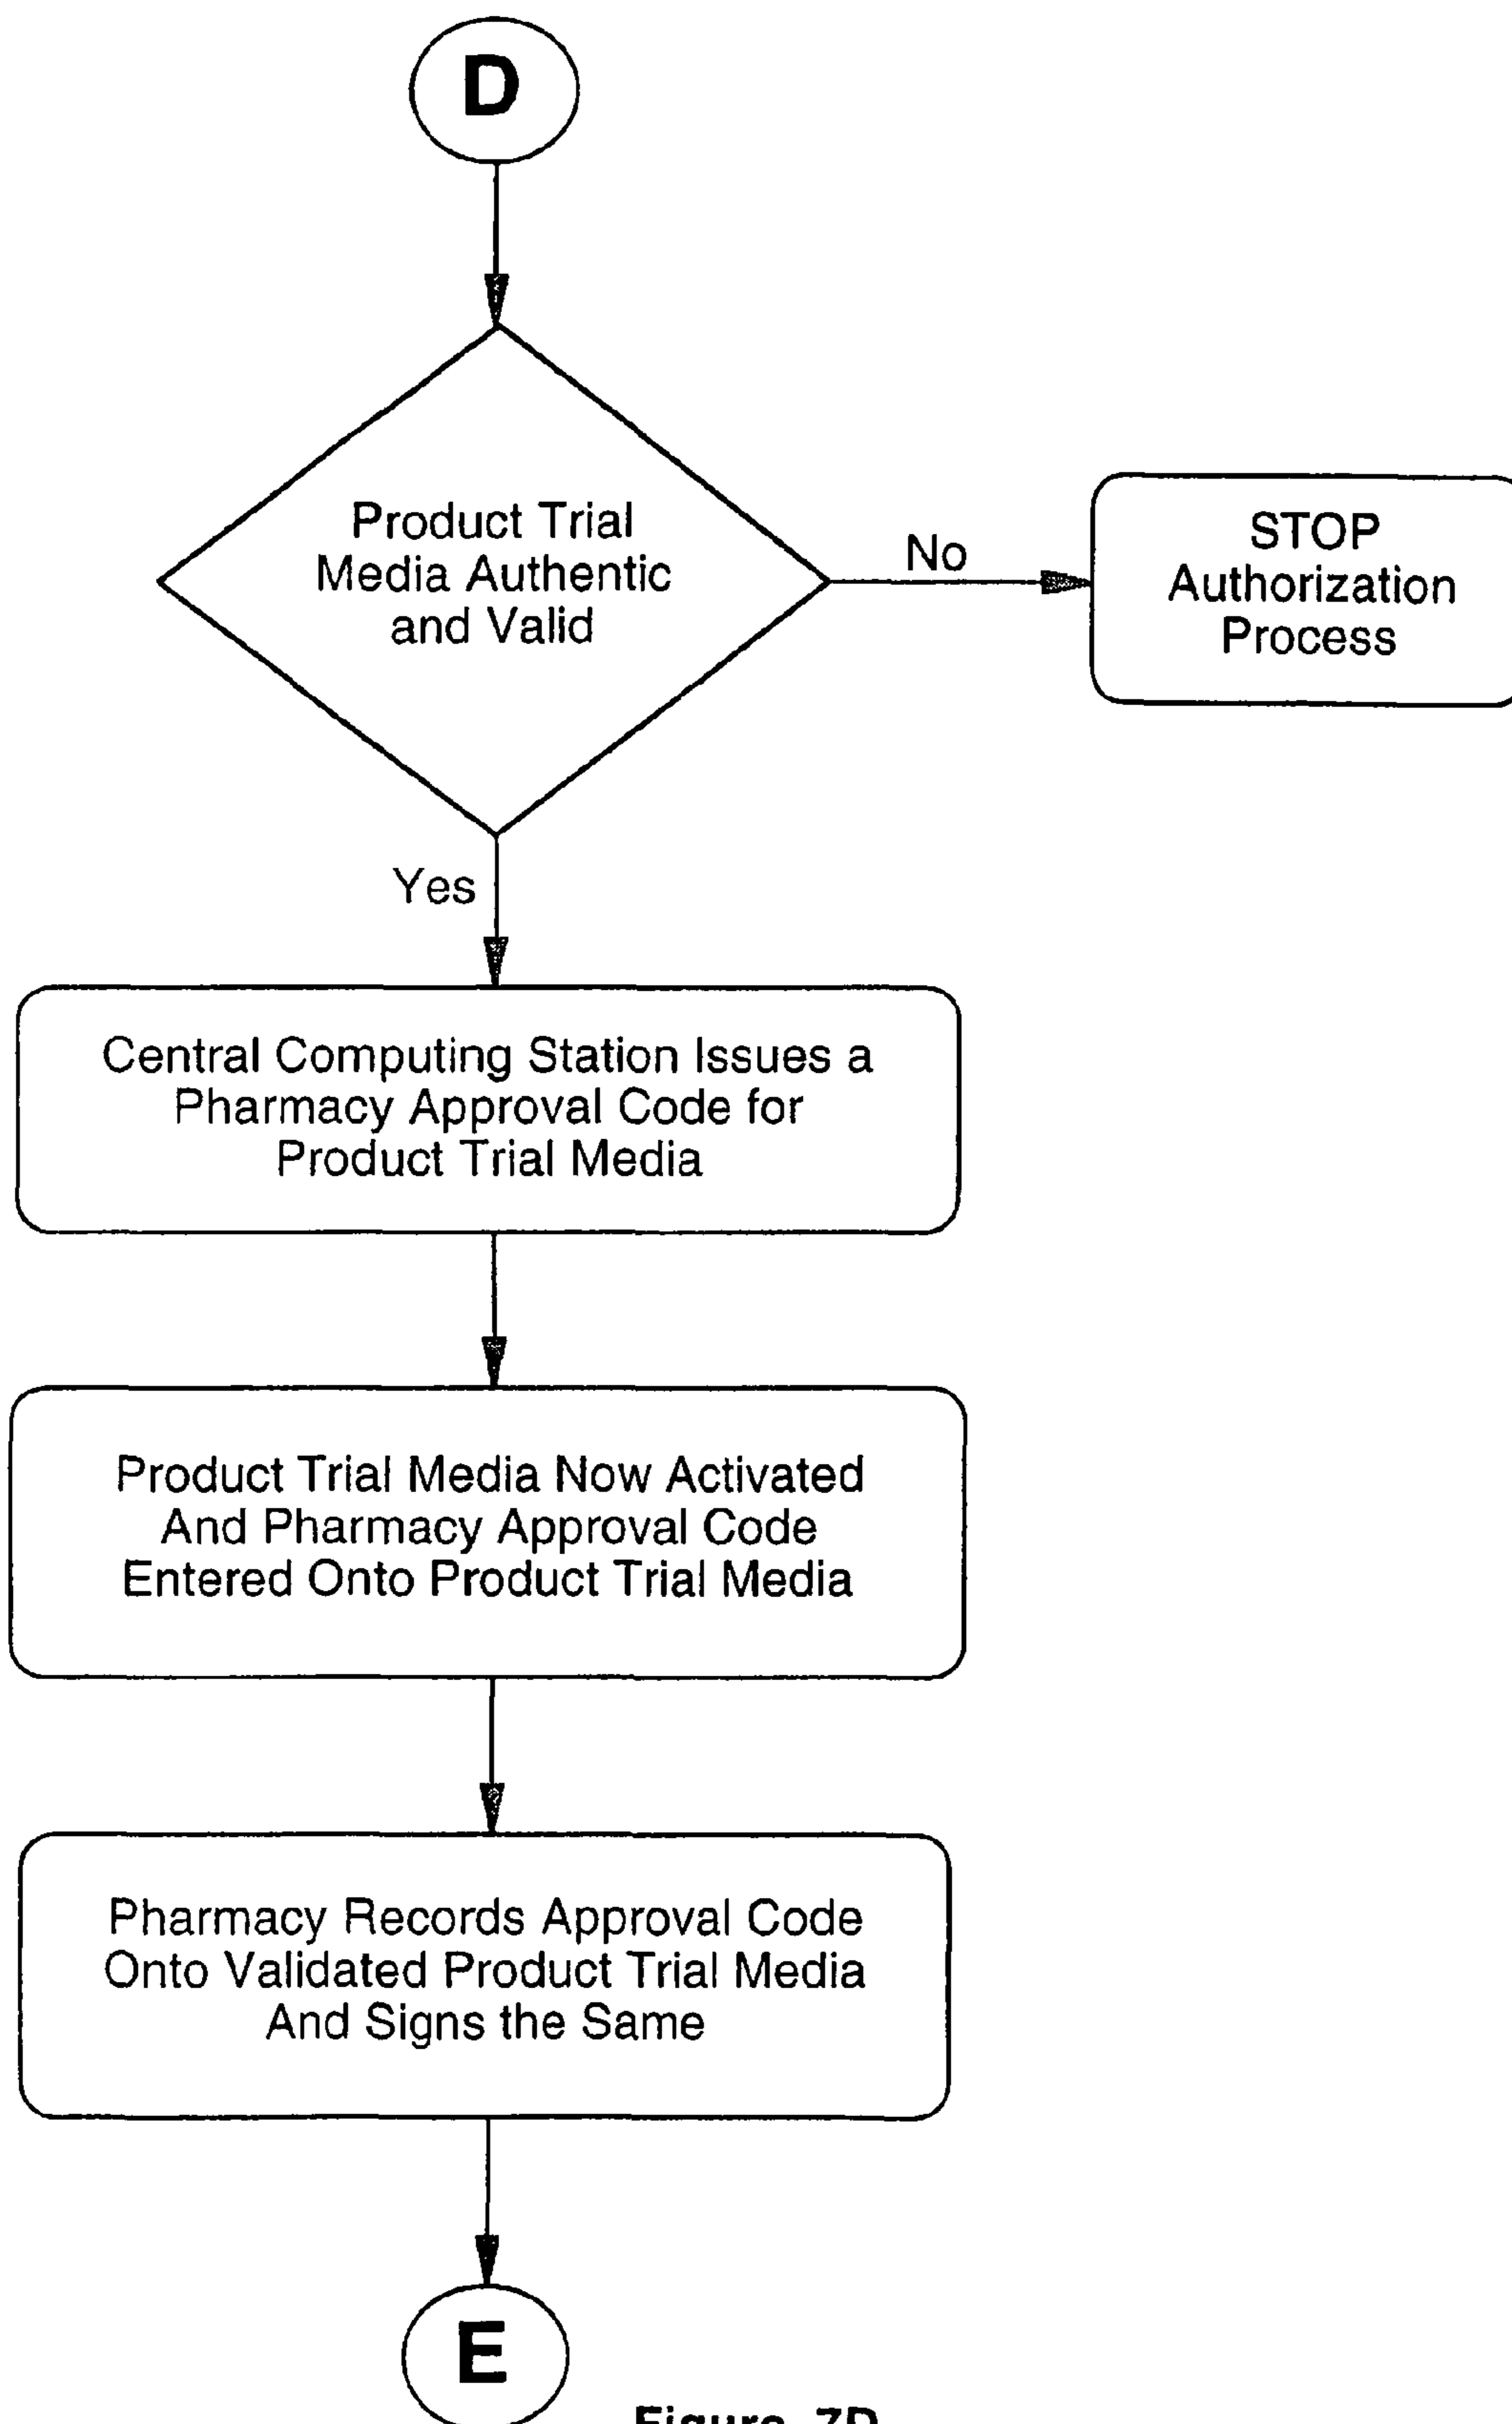 D
Product Trial
Media Authentic
and Valid
No
STOP
Authorization
Process
Yes
Central Computing Station Issues a
Pharmacy Approval Code for
Product Trial Media
Product Trial Media Now Activated
And Pharmacy Approval Code
Entered Onto Product Trial Media
Pharmacy Records Approval Code
Onto Validated Product Trial Media
And Signs the Same
E
Figure 7D